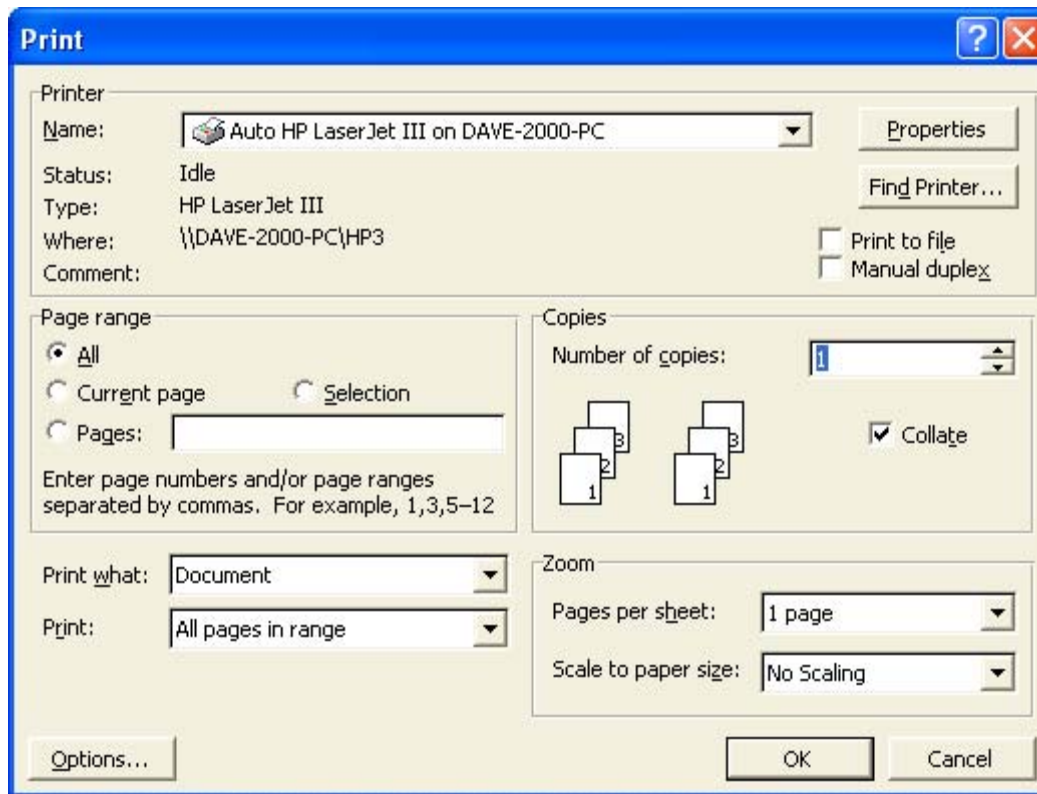 Print
Printer
Name: Auto HP LaserJet III on DAVE-2000-PC Properties
Status: Idle
Find Printer...
Type: HP LaserJet III
Where: \\DAVE-2000-PC\HP3
Print to file
Comment:
Manual duplex
Page range
All
Current page Selection
Pages:
Enter page numbers and/or page ranges
separated by commas. For example, 1,3,5–12
Copies
Number of copies: 1
3 3
2 2
1 1
Collate
Print what: Document
Print: All pages in range
Zoom
Pages per sheet: 1 page
Scale to paper size: No Scaling
Options... OK Cancel